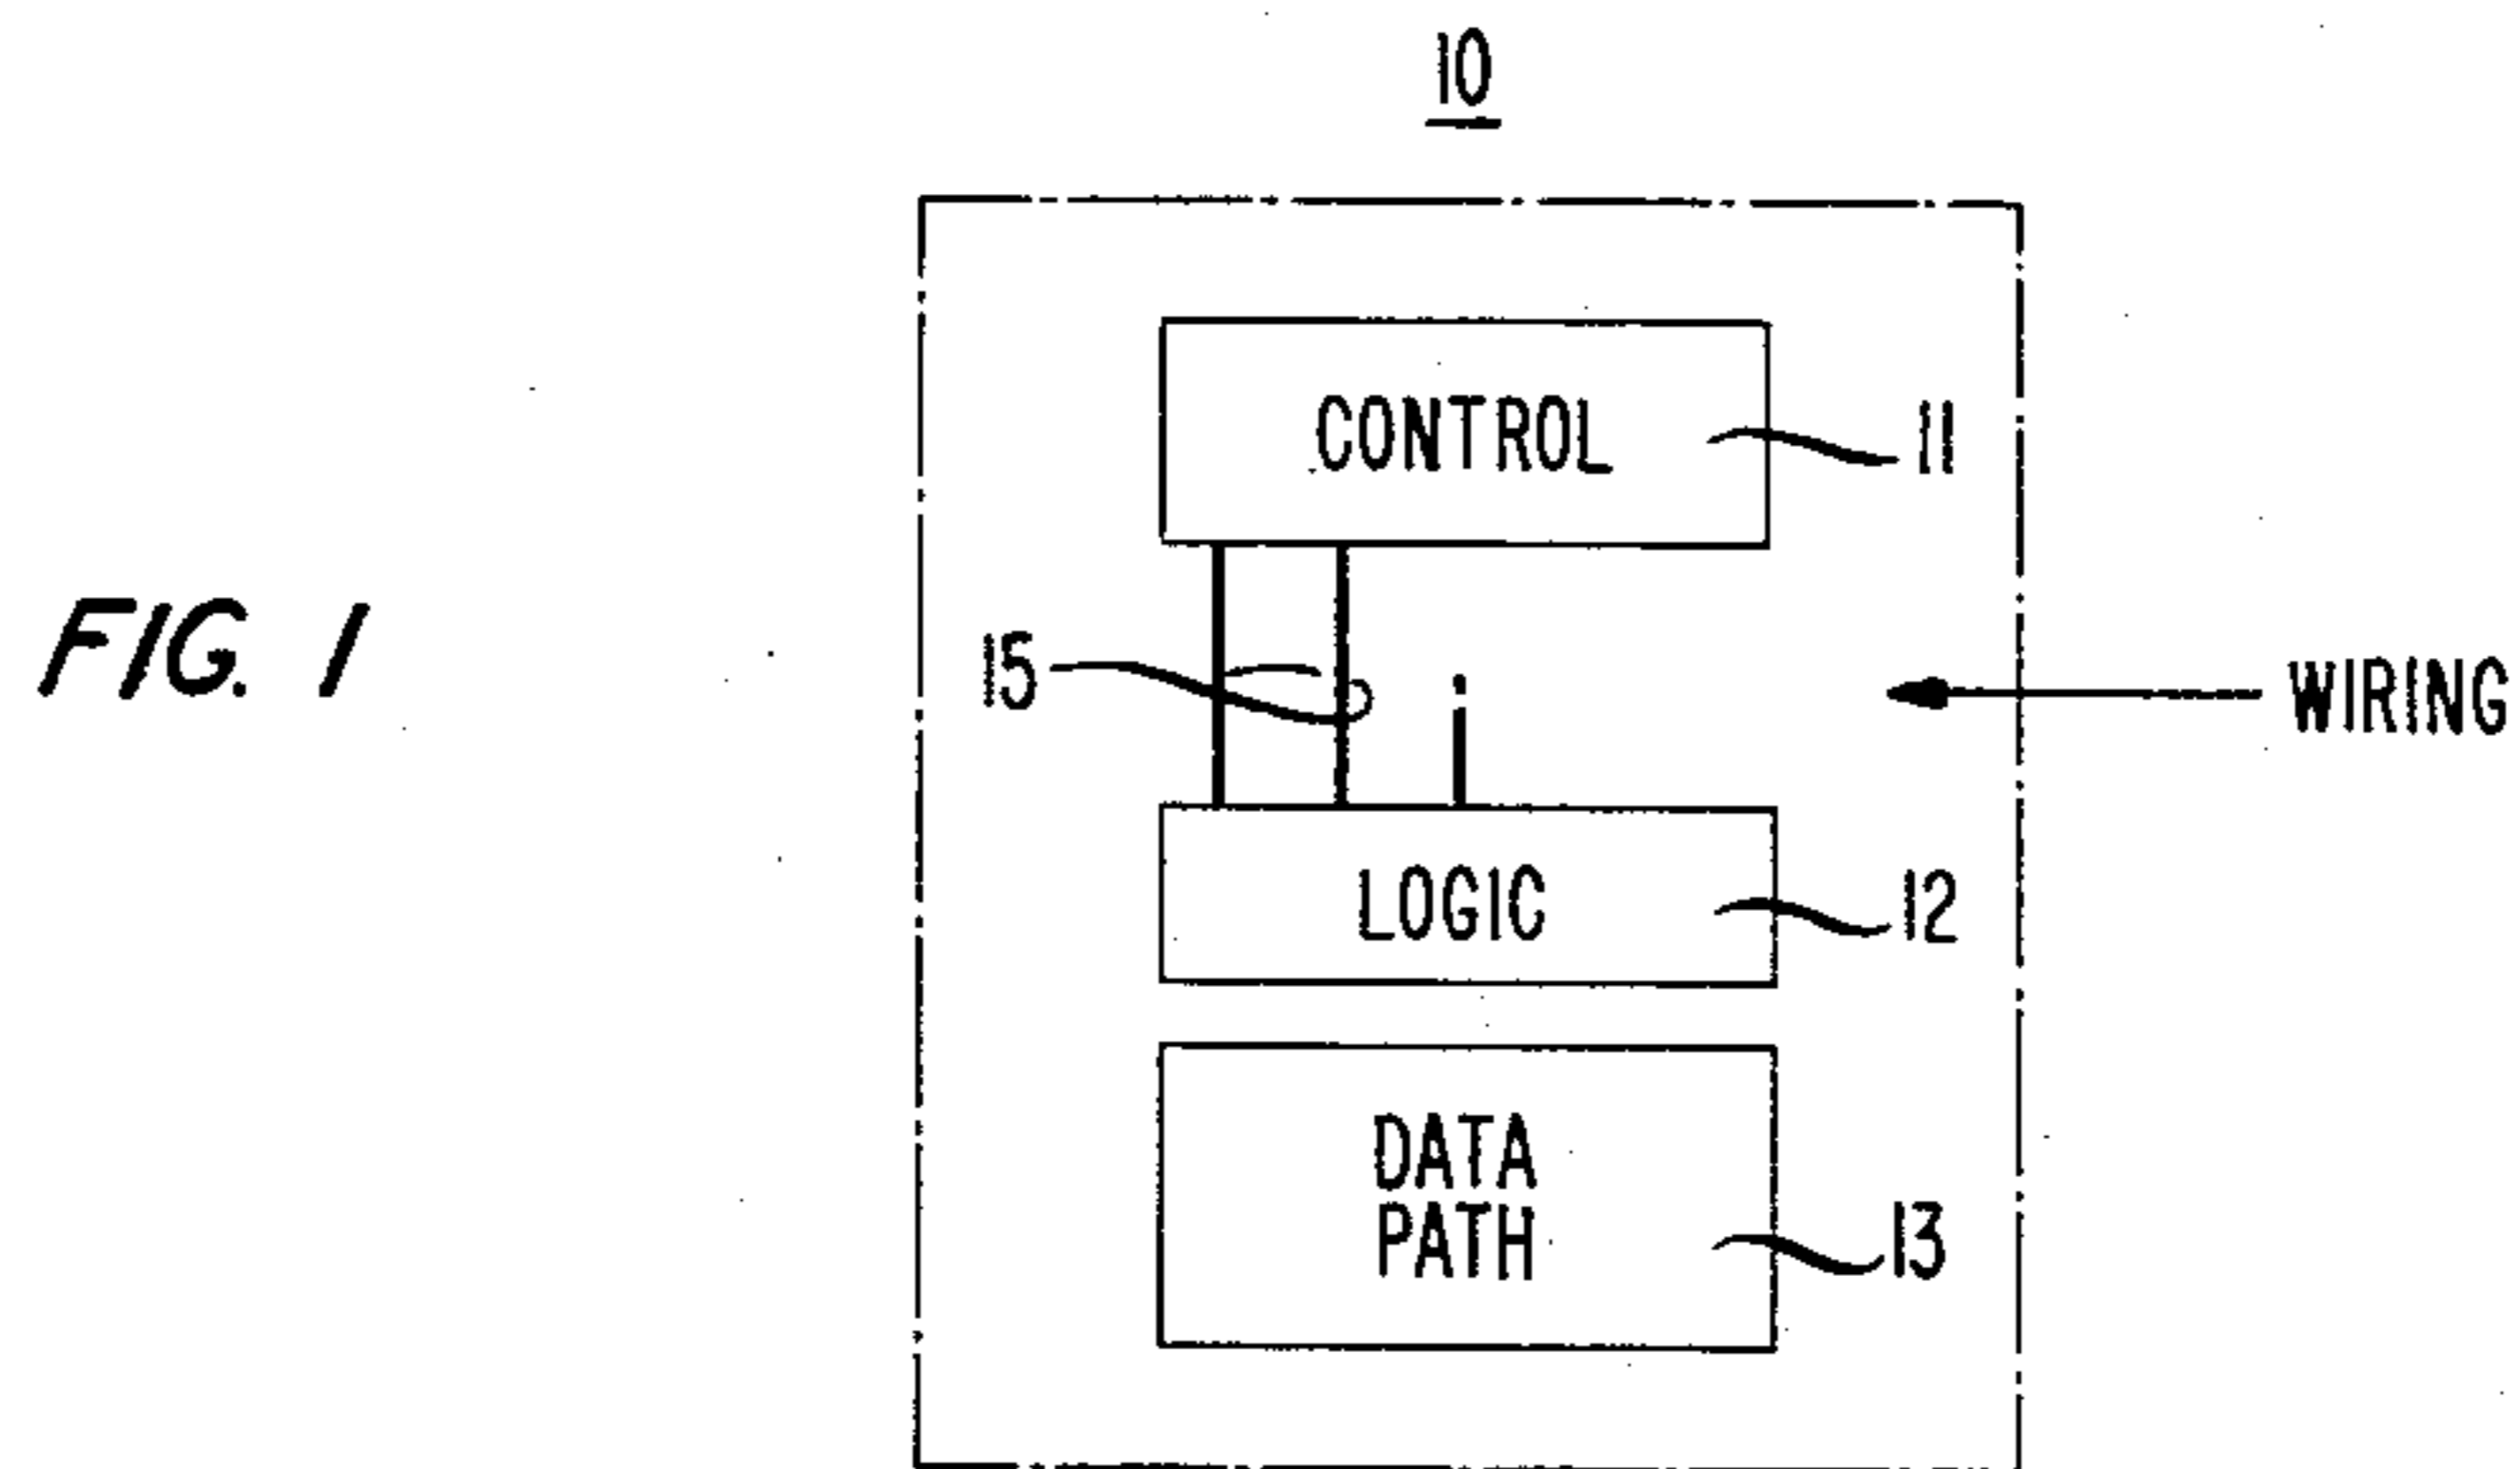 10
CONTROL
11
FIG. 1
15
WIRING
LOGIC
12
DATA
PATH
13